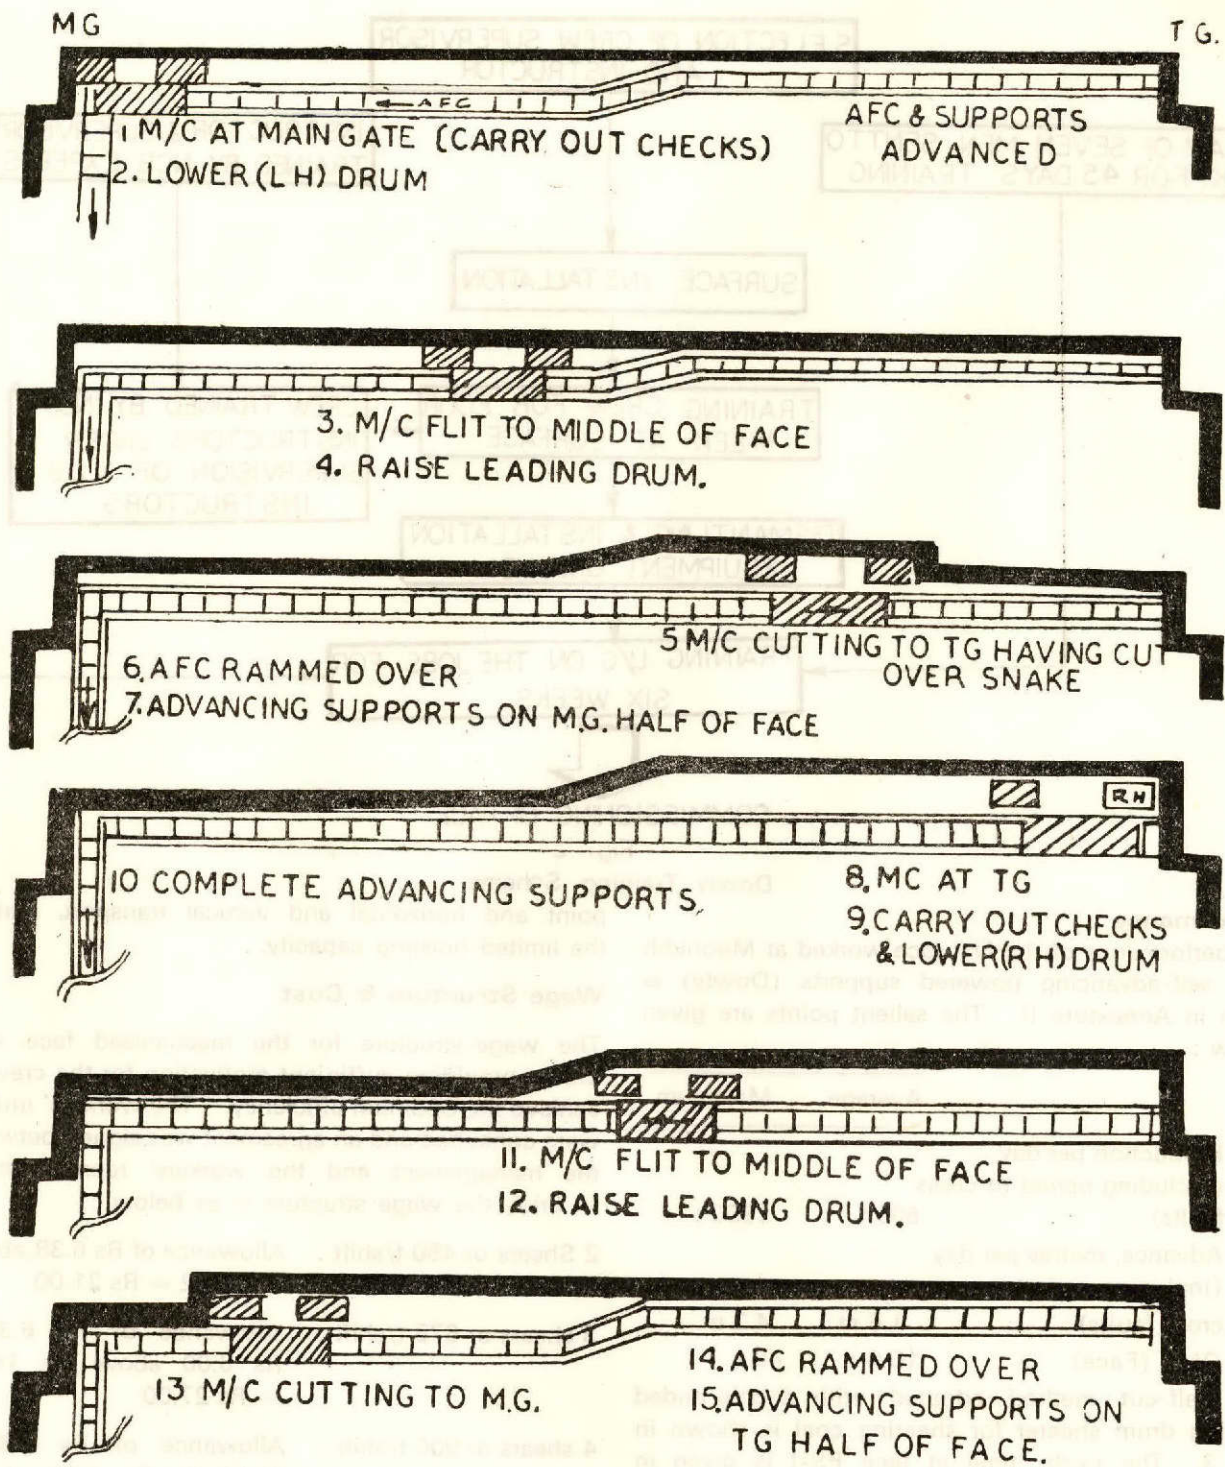 MG
T G.
← AFC
1 M/C AT MAINGATE (CARRY OUT CHECKS)
2. LOWER (L H) DRUM
AFC & SUPPORTS
ADVANCED
3. M/C FLIT TO MIDDLE OF FACE
4. RAISE LEADING DRUM.
5 M/C CUTTING TO TG HAVING CUT
OVER SNAKE
6, AFC RAMMED OVER
7. ADVANCING SUPPORTS ON M.G. HALF OF FACE
RH
10 COMPLETE ADVANCING SUPPORTS.
8, MC AT TG
9, CARRY OUT CHECKS
& LOWER (R H) DRUM
11. M/C FLIT TO MIDDLE OF FACE
12. RAISE LEADING DRUM.
13 M/C CUTTING TO M.G.
14. AFC RAMMED OVER
15. ADVANCING SUPPORTS ON
TG HALF OF FACE.